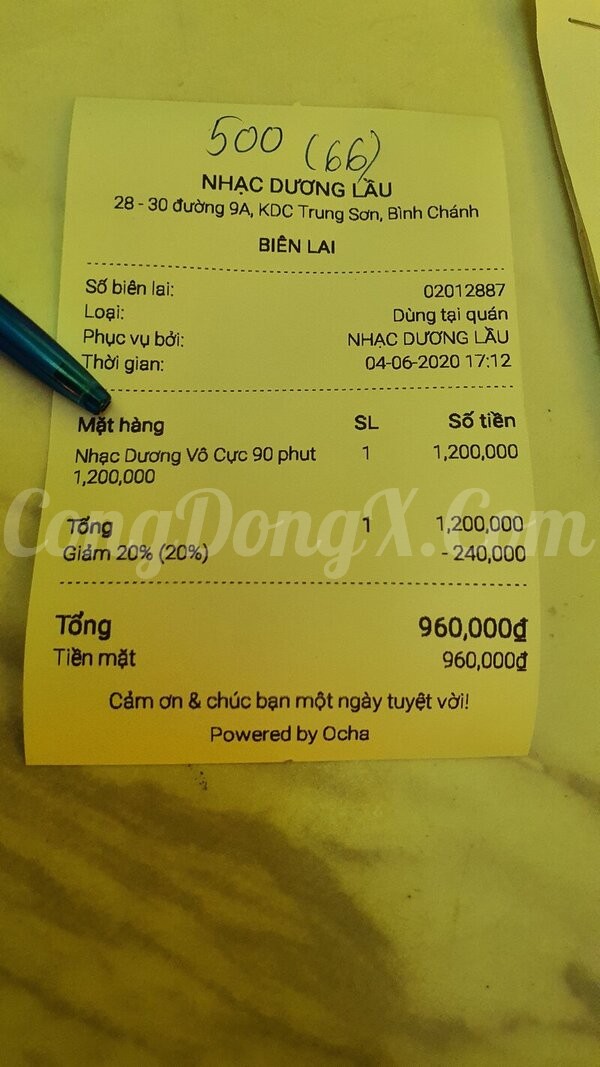 500 (66)
NHẠC DƯƠNG LẦU
28 - 30 đường 9A, KDC Trung Sơn, Bình Chánh
BIÊN LAI
Số biên lai: 02012887
Loại: Dùng tại quán
Phục vụ bởi: NHẠC DƯƠNG LẦU
Thời gian: 04-06-2020 17:12
Mặt hàng SL Số tiền
Nhạc Dương Vô Cực 90 phut 1 1,200,000
1,200,000
CongDongX.Com
Tổng 1 1,200,000
Giảm 20% (20%) - 240,000
Tổng 960,000₫
Tiền mặt 960,000₫
Cảm ơn & chúc bạn một ngày tuyệt vời!
Powered by Ocha